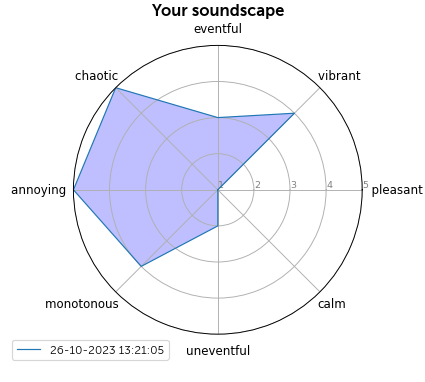 Your soundscape
eventful
chaotic
vibrant
annoying
1 2 3 4 5
pleasant
monotonous
calm
uneventful
26-10-2023 13:21:05